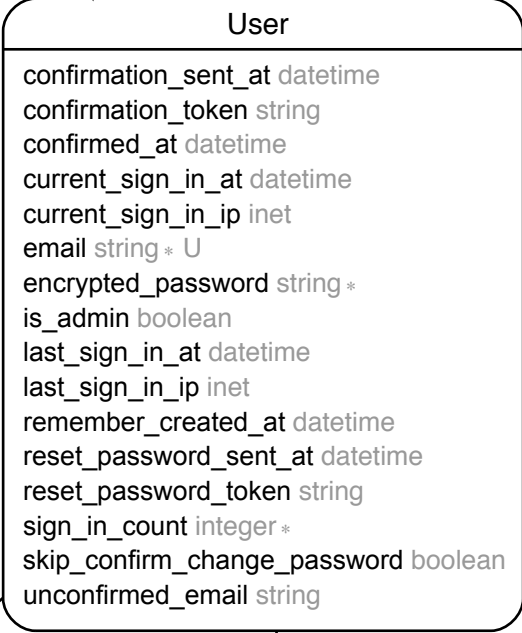 User
confirmation_sent_at datetime
confirmation_token string
confirmed_at datetime
current_sign_in_at datetime
current_sign_in_ip inet
email string * U
encrypted_password string *
is_admin boolean
last_sign_in_at datetime
last_sign_in_ip inet
remember_created_at datetime
reset_password_sent_at datetime
reset_password_token string
sign_in_count integer *
skip_confirm_change_password boolean
unconfirmed_email string